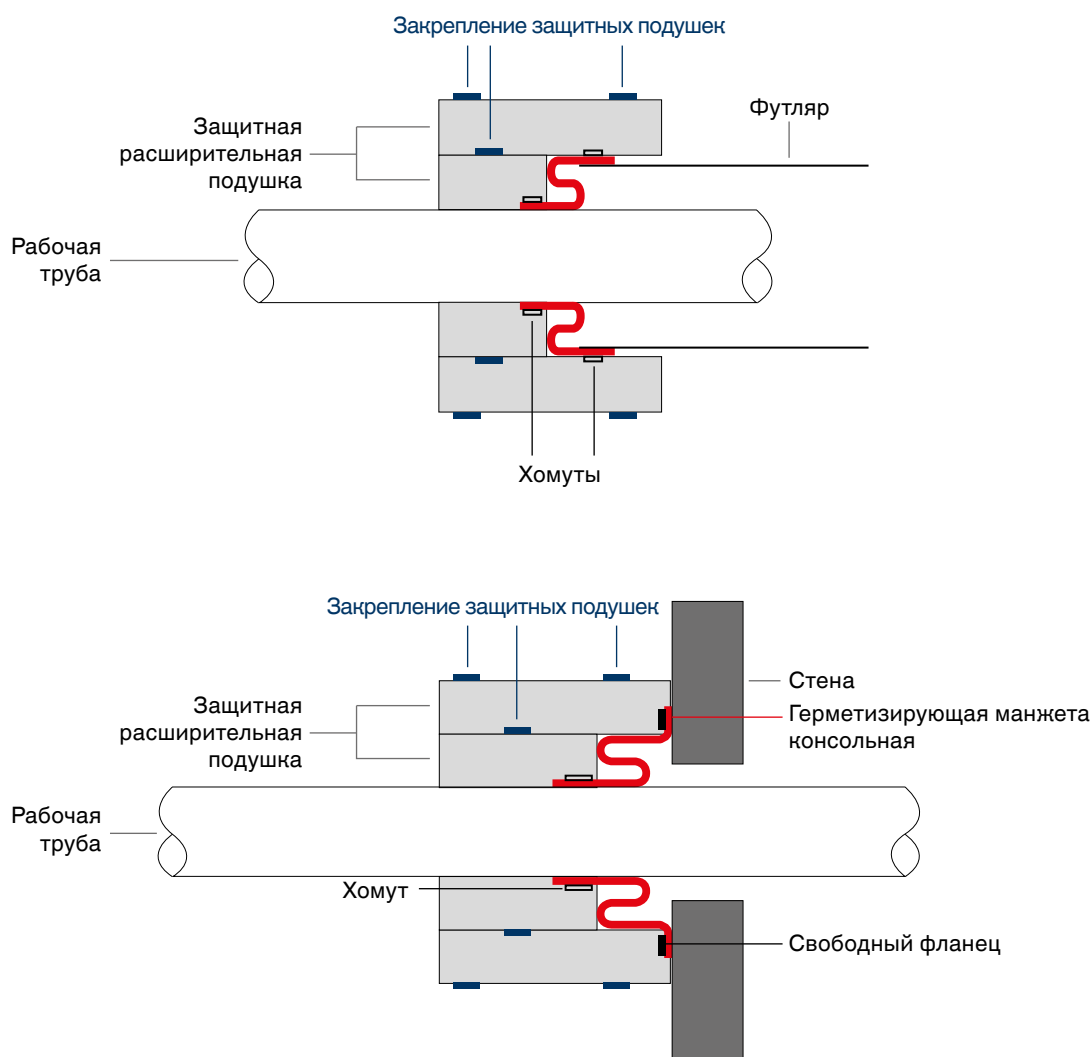 Закрепление защитных подушек
Футляр
Защитная
расширительная
подушка
Рабочая
труба
Хомуты
Закрепление защитных подушек
Стена
Защитная
расширительная
подушка
Герметизирующая манжета
консольная
Рабочая
труба
Хомут
Свободный фланец